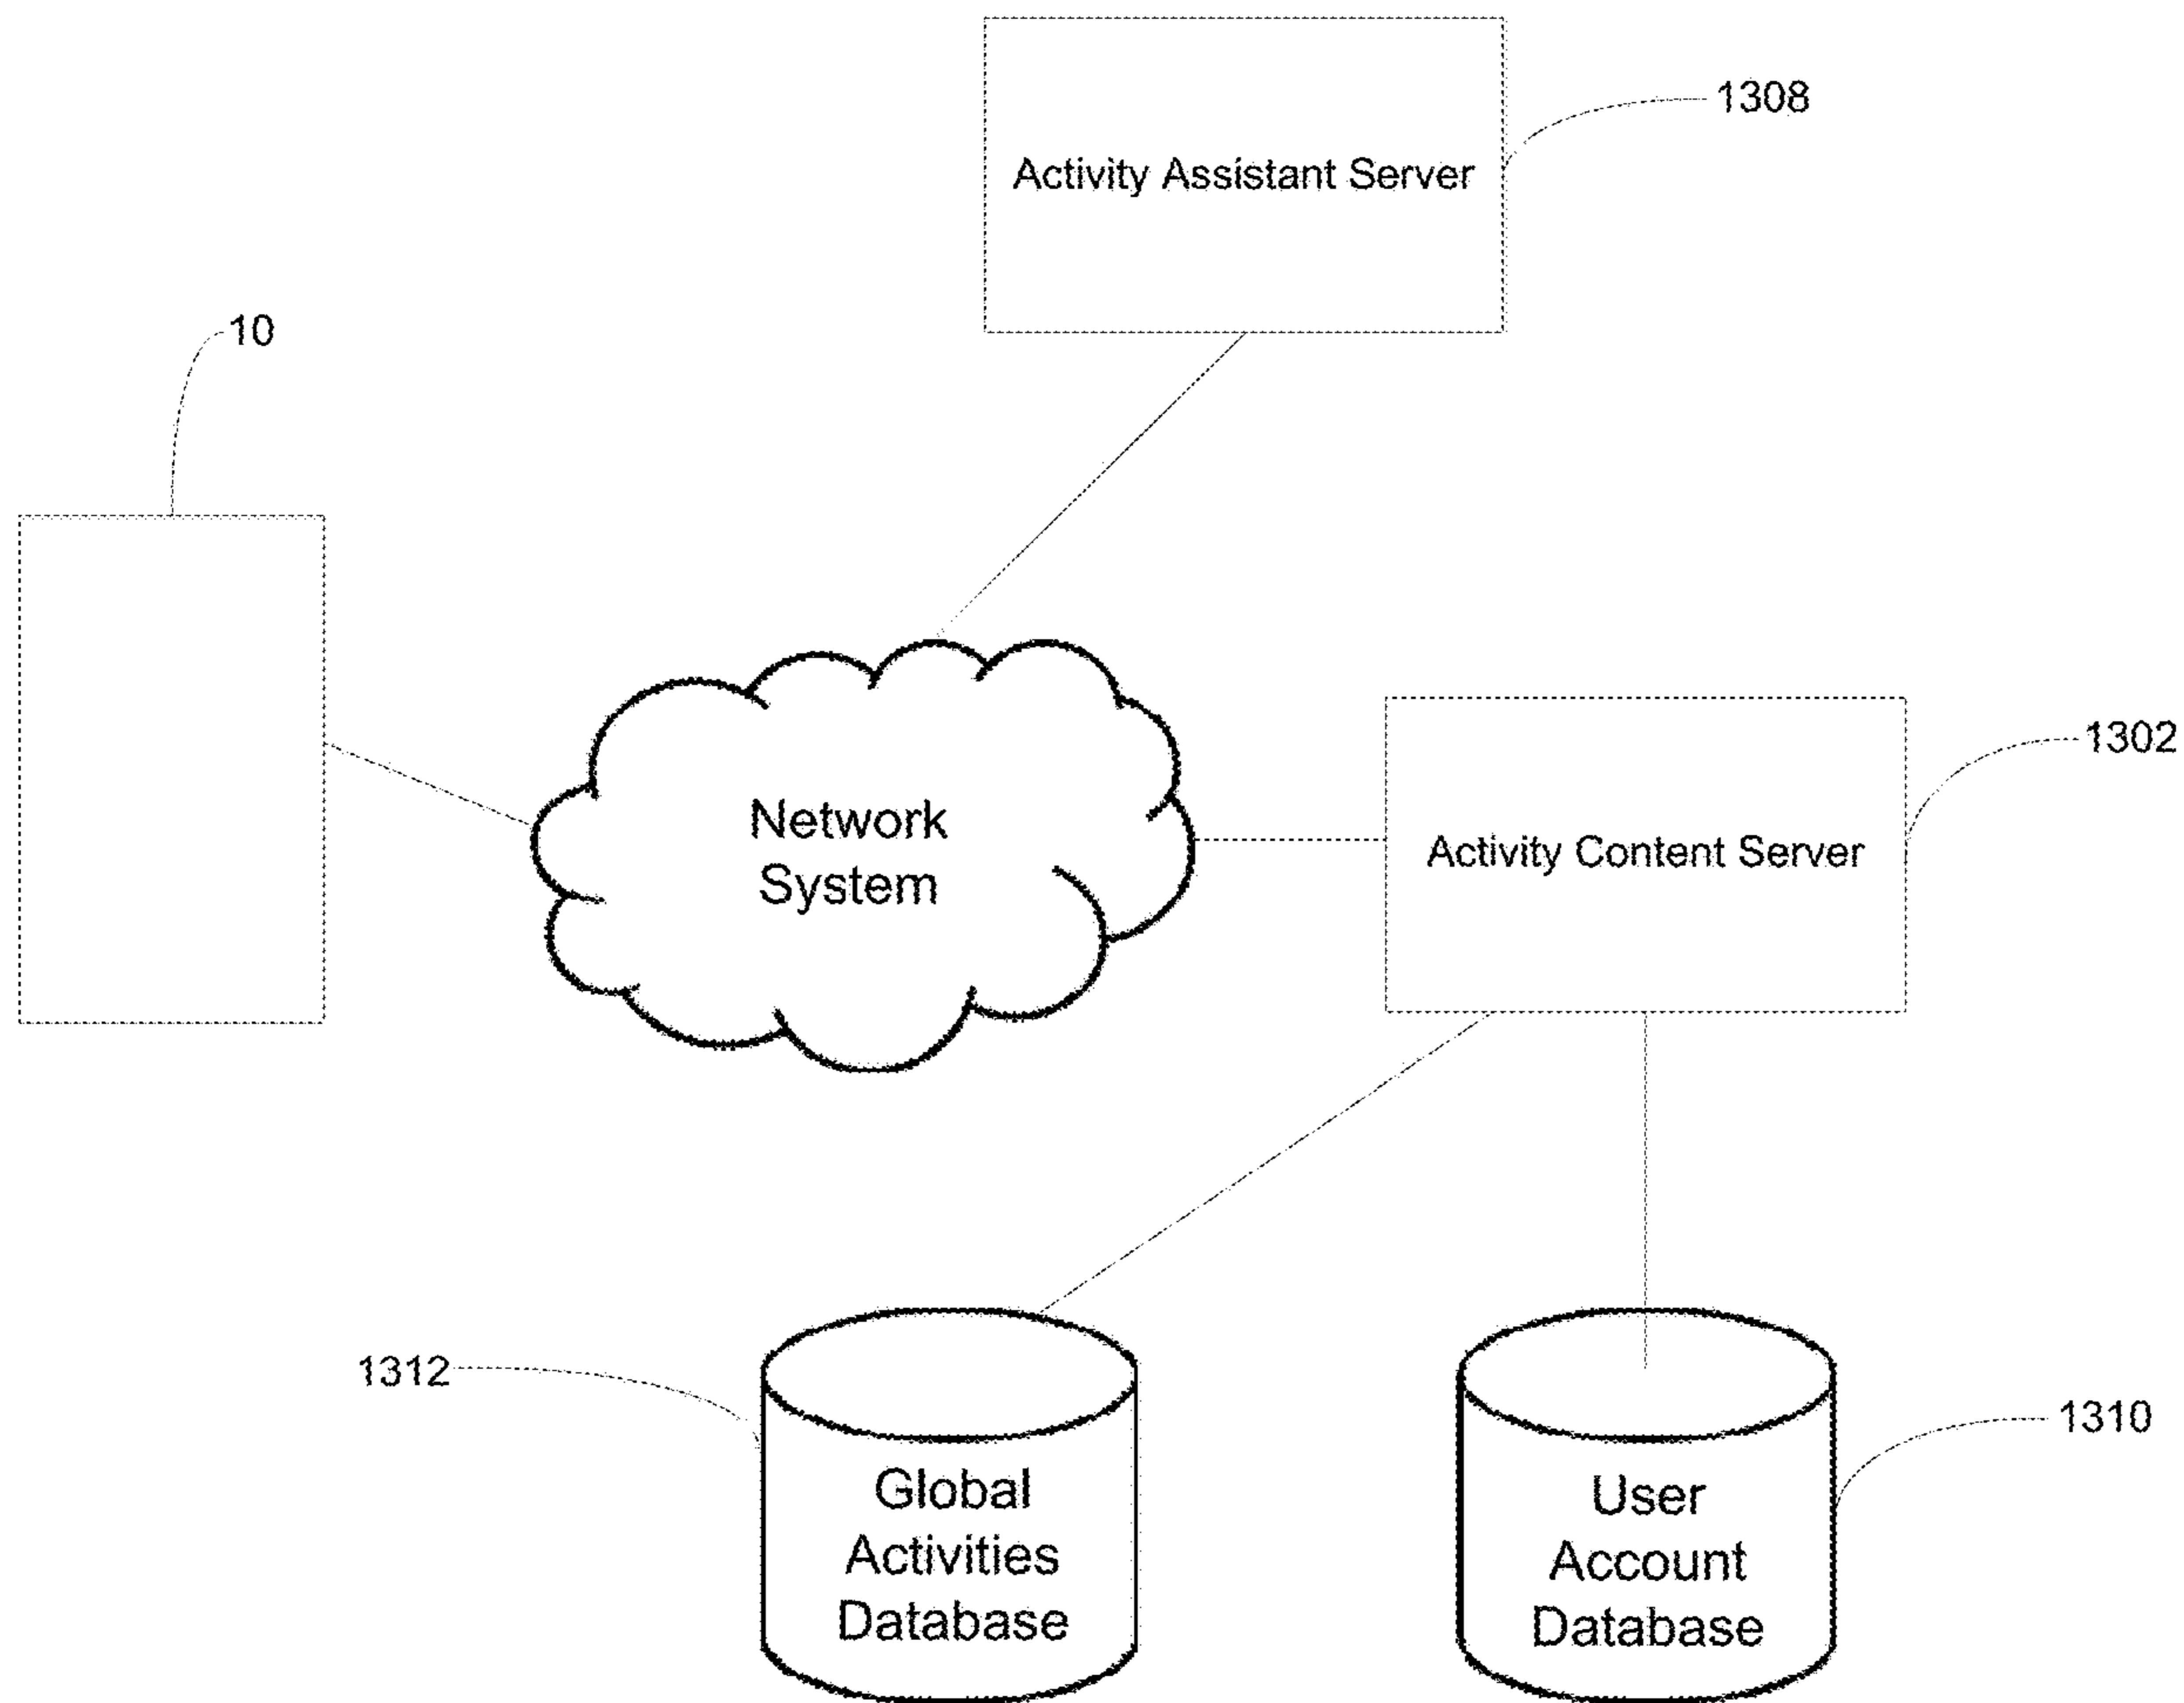 1308
Activity Assistant Server
10
1302
Network
System
Activity Content Server
1312
1310
Global
Activities
Database
User
Account
Database